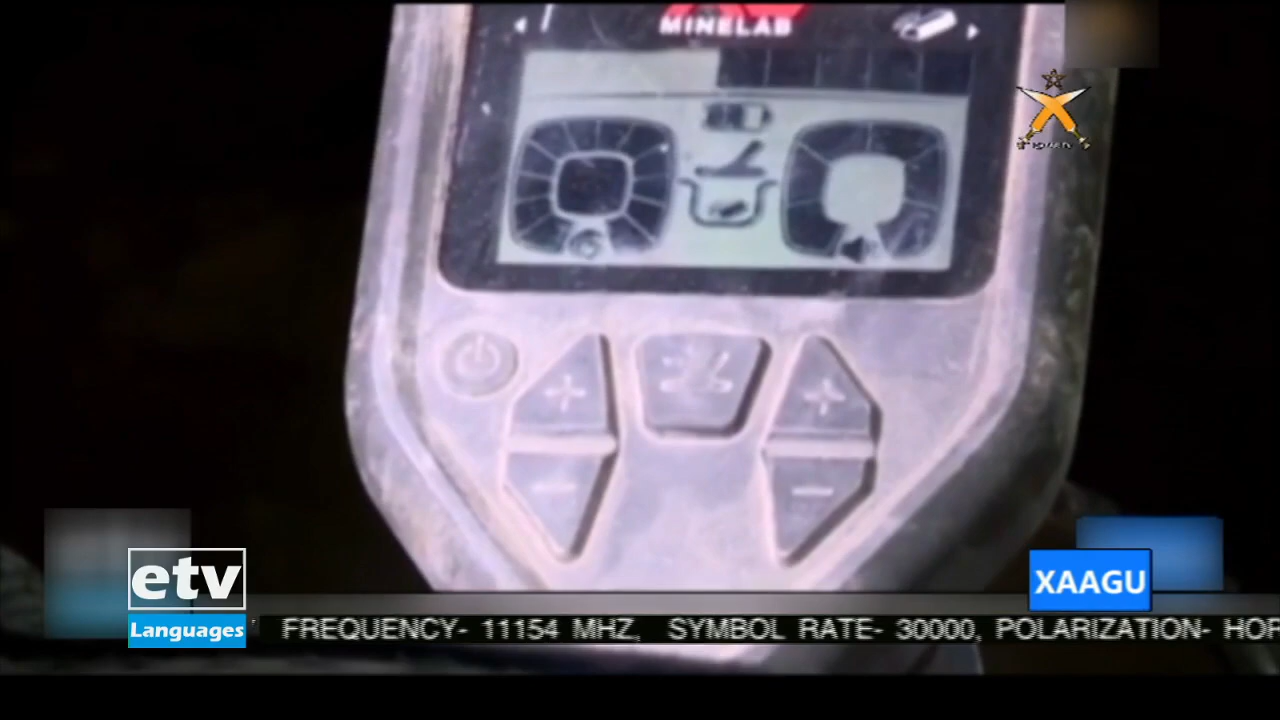 MINELAB
etv
Languages
XAAGU
FREQUENCY- 11154 MHZ, SYMBOL RATE- 30000, POLARIZATION- HOR